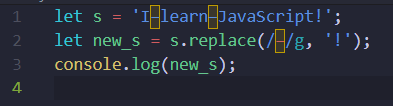 1 let s = 'I–learn–JavaScript!';
2 let new_s = s.replace(/–/g, '!');
3 console.log(new_s);
4